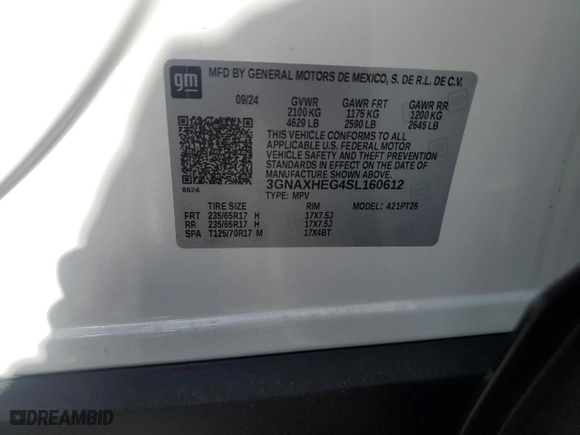 gm
MFD BY GENERAL MOTORS DE MEXICO, S. DE R.L. DE C.V.
09/24 GVWR GAWR FRT GAWR RR
2100 KG 1175 KG 1200 KG
4629 LB 2590 LB 2645 LB
THIS VEHICLE CONFORMS TO ALL
APPLICABLE U.S. FEDERAL MOTOR
VEHICLE SAFETY AND THEFT PREVENTION
STANDARDS IN EFFECT ON THE DATE OF
MANUFACTURE SHOWN ABOVE.
3GNAXHEG4SL160612
0824 TYPE: MPV
TIRE SIZE RIM MODEL: 421PT26
FRT 235/65R17 H 17X7.5J
RR 235/65R17 H 17X7.5J
SPA T125/70R17 M 17X4BT
DREAMBID